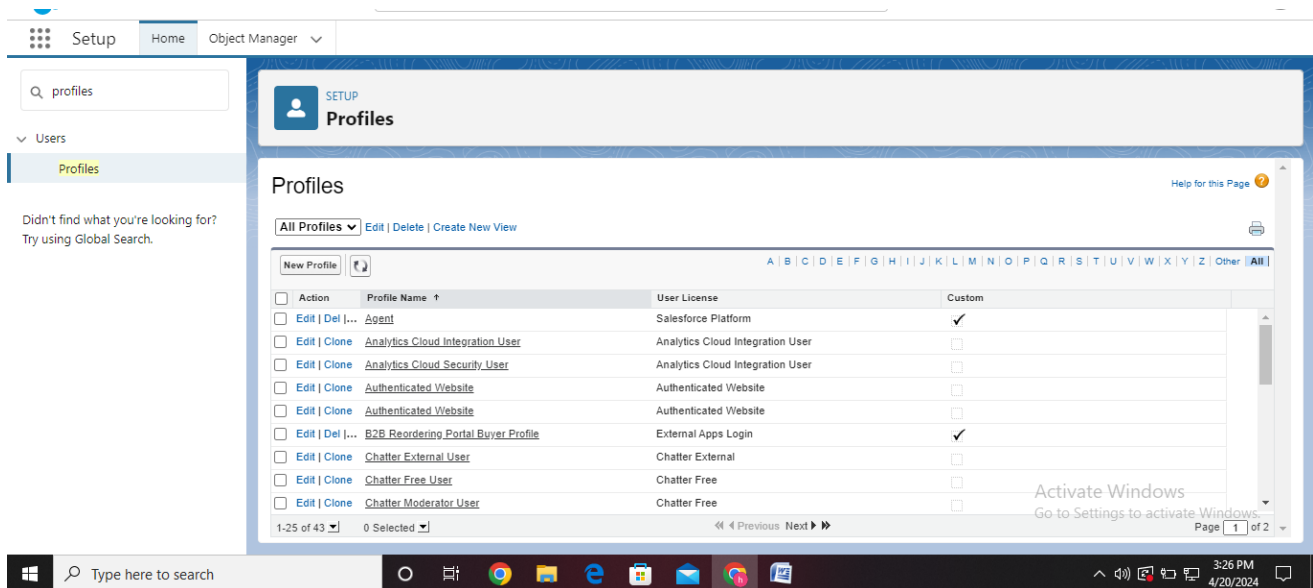 Setup Home Object Manager
profiles
Users
Profiles
Didn't find what you're looking for?
Try using Global Search.
SETUP
Profiles
Profiles
Help for this Page
All Profiles Edit | Delete | Create New View
New Profile A | B | C | D | E | F | G | H | I | J | K | L | M | N | O | P | Q | R | S | T | U | V | W | X | Y | Z | Other All
Action Profile Name ↑ User License Custom
Edit | Del |... Agent Salesforce Platform ✓
Edit | Clone Analytics Cloud Integration User Analytics Cloud Integration User
Edit | Clone Analytics Cloud Security User Analytics Cloud Integration User
Edit | Clone Authenticated Website Authenticated Website
Edit | Clone Authenticated Website Authenticated Website
Edit | Del |... B2B Reordering Portal Buyer Profile External Apps Login ✓
Edit | Clone Chatter External User Chatter External
Edit | Clone Chatter Free User Chatter Free
Edit | Clone Chatter Moderator User Chatter Free
1-25 of 43 0 Selected Previous Next Page 1 of 2
Activate Windows
Go to Settings to activate Windows.
Type here to search
3:26 PM
4/20/2024